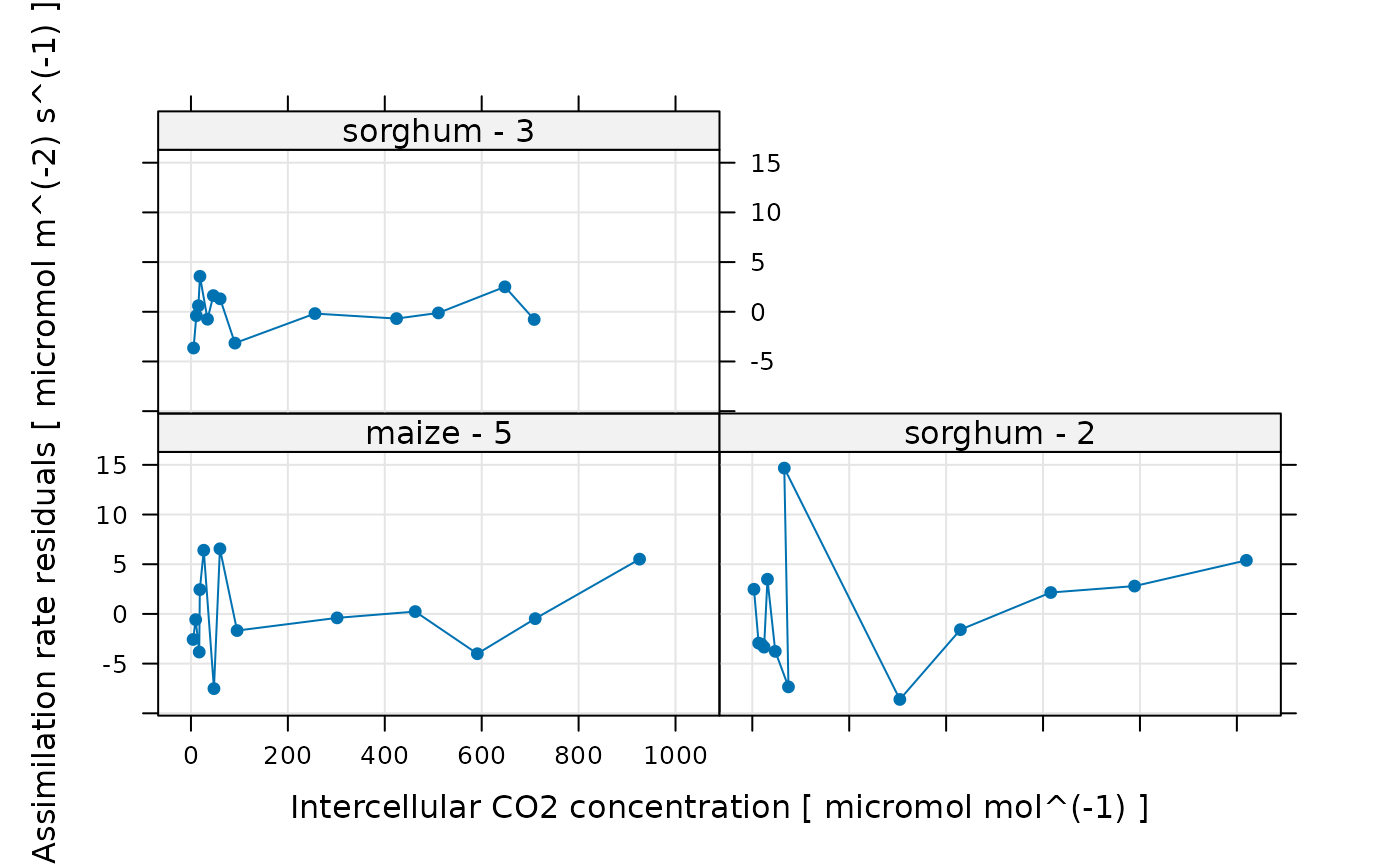 Assimilation rate residuals [ micromol m^(-2) s^(-1) ]
sorghum - 3
15
10
5
0
-5
maize - 5
sorghum - 2
15
10
5
0
-5
0 200 400 600 800 1000
Intercellular CO2 concentration [ micromol mol^(-1) ]